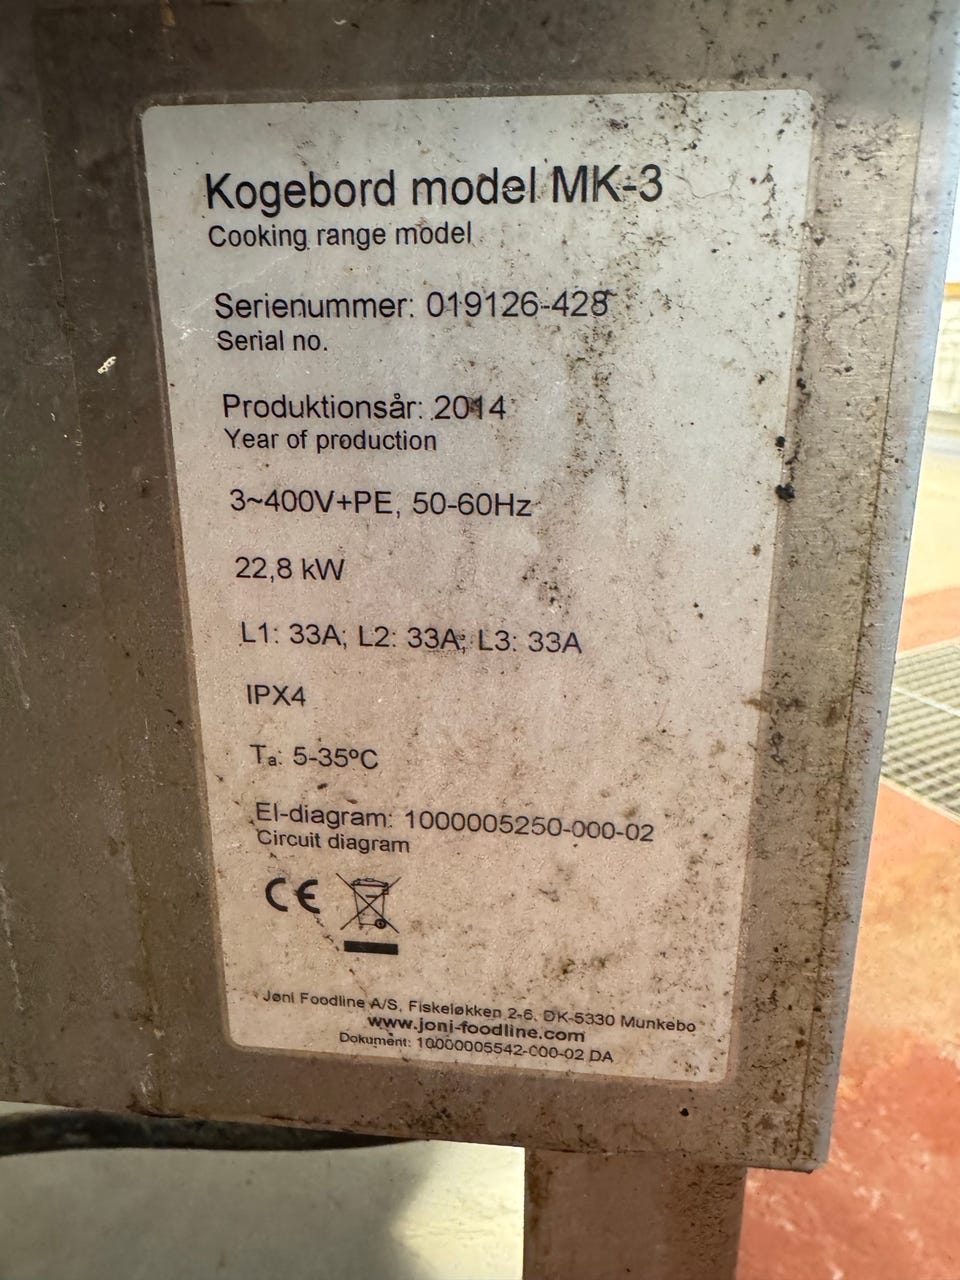 Kogebord model MK-3
Cooking range model
Serienummer: 019126-428
Serial no.
Produktionsår: 2014
Year of production
3~400V+PE, 50-60Hz
22,8 kW
L1: 33A; L2: 33A; L3: 33A
IPX4
Ta: 5-35ºC
El-diagram: 1000005250-000-02
Circuit diagram
CE
Jøni Foodline A/S, Fiskeløkken 2-6, DK-5330 Munkebo
www.joni-foodline.com
Dokument: 10000005542-000-02 DA